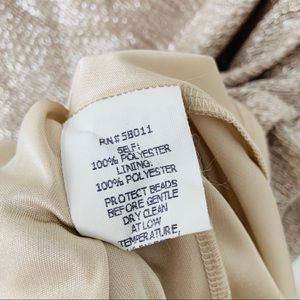 RN# 58011
SELF:
100% POLYESTER
LINING:
100% POLYESTER
PROTECT BEADS
BEFORE GENTLE
DRY CLEAN
AT LOW
TEMPERATURE,